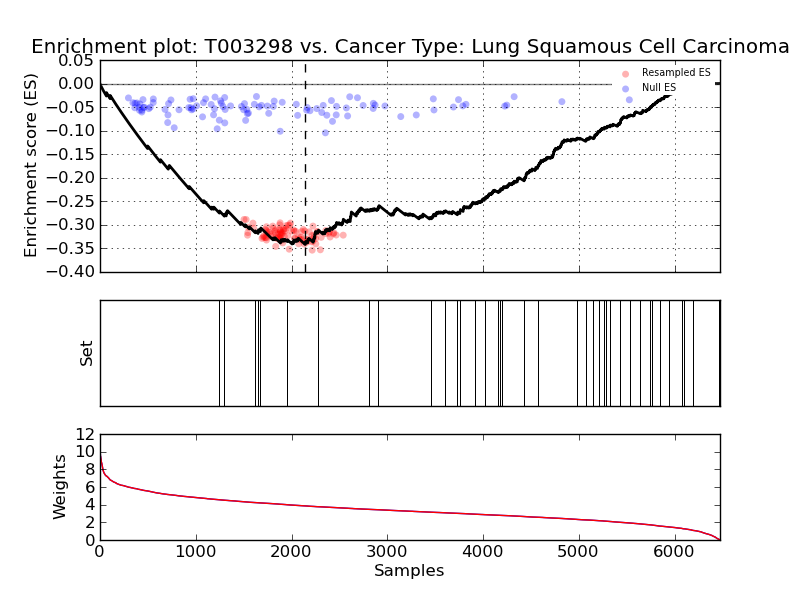 Enrichment plot: T003298 vs. Cancer Type: Lung Squamous Cell Carcinoma
0.05
0.00
−0.05
−0.10
−0.15
−0.20
−0.25
−0.30
−0.35
−0.40
Enrichment score (ES)
Resampled ES
Null ES
Set
12
10
8
6
4
2
0
Weights
0 1000 2000 3000 4000 5000 6000
Samples